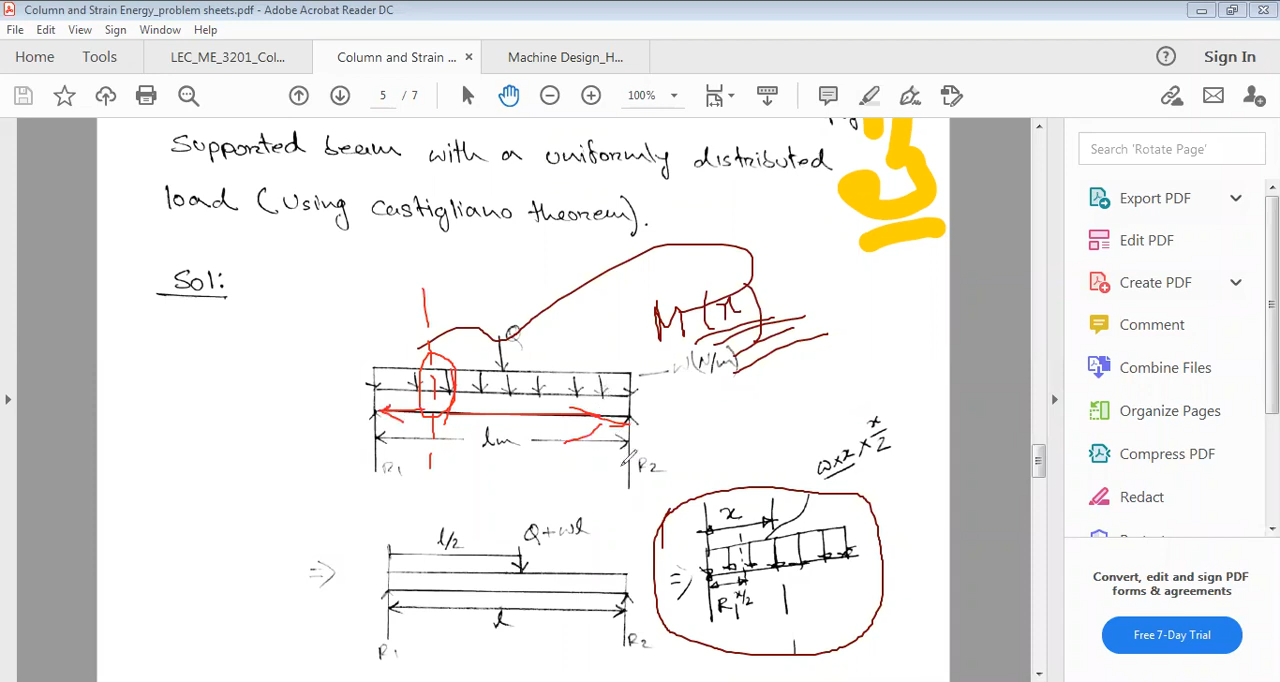 Column and Strain Energy_problem sheets.pdf - Adobe Acrobat Reader DC
File Edit View Sign Window Help
Home Tools LEC_ME_3201_Col... Column and Strain ... × Machine Design_H... ? Sign In
5 / 7 100%
Supported beam with a uniformly distributed
load (Using Castigliano theorem).
Sol:
Q
M(x)
w(N/m)
lm
R1 R2
l/2 Q+wl
l
R1 R2
ωxx × x/2
x
x/2
R1
Search 'Rotate Page'
Export PDF
Edit PDF
Create PDF
Comment
Combine Files
Organize Pages
Compress PDF
Redact
Convert, edit and sign PDF
forms & agreements
Free 7-Day Trial